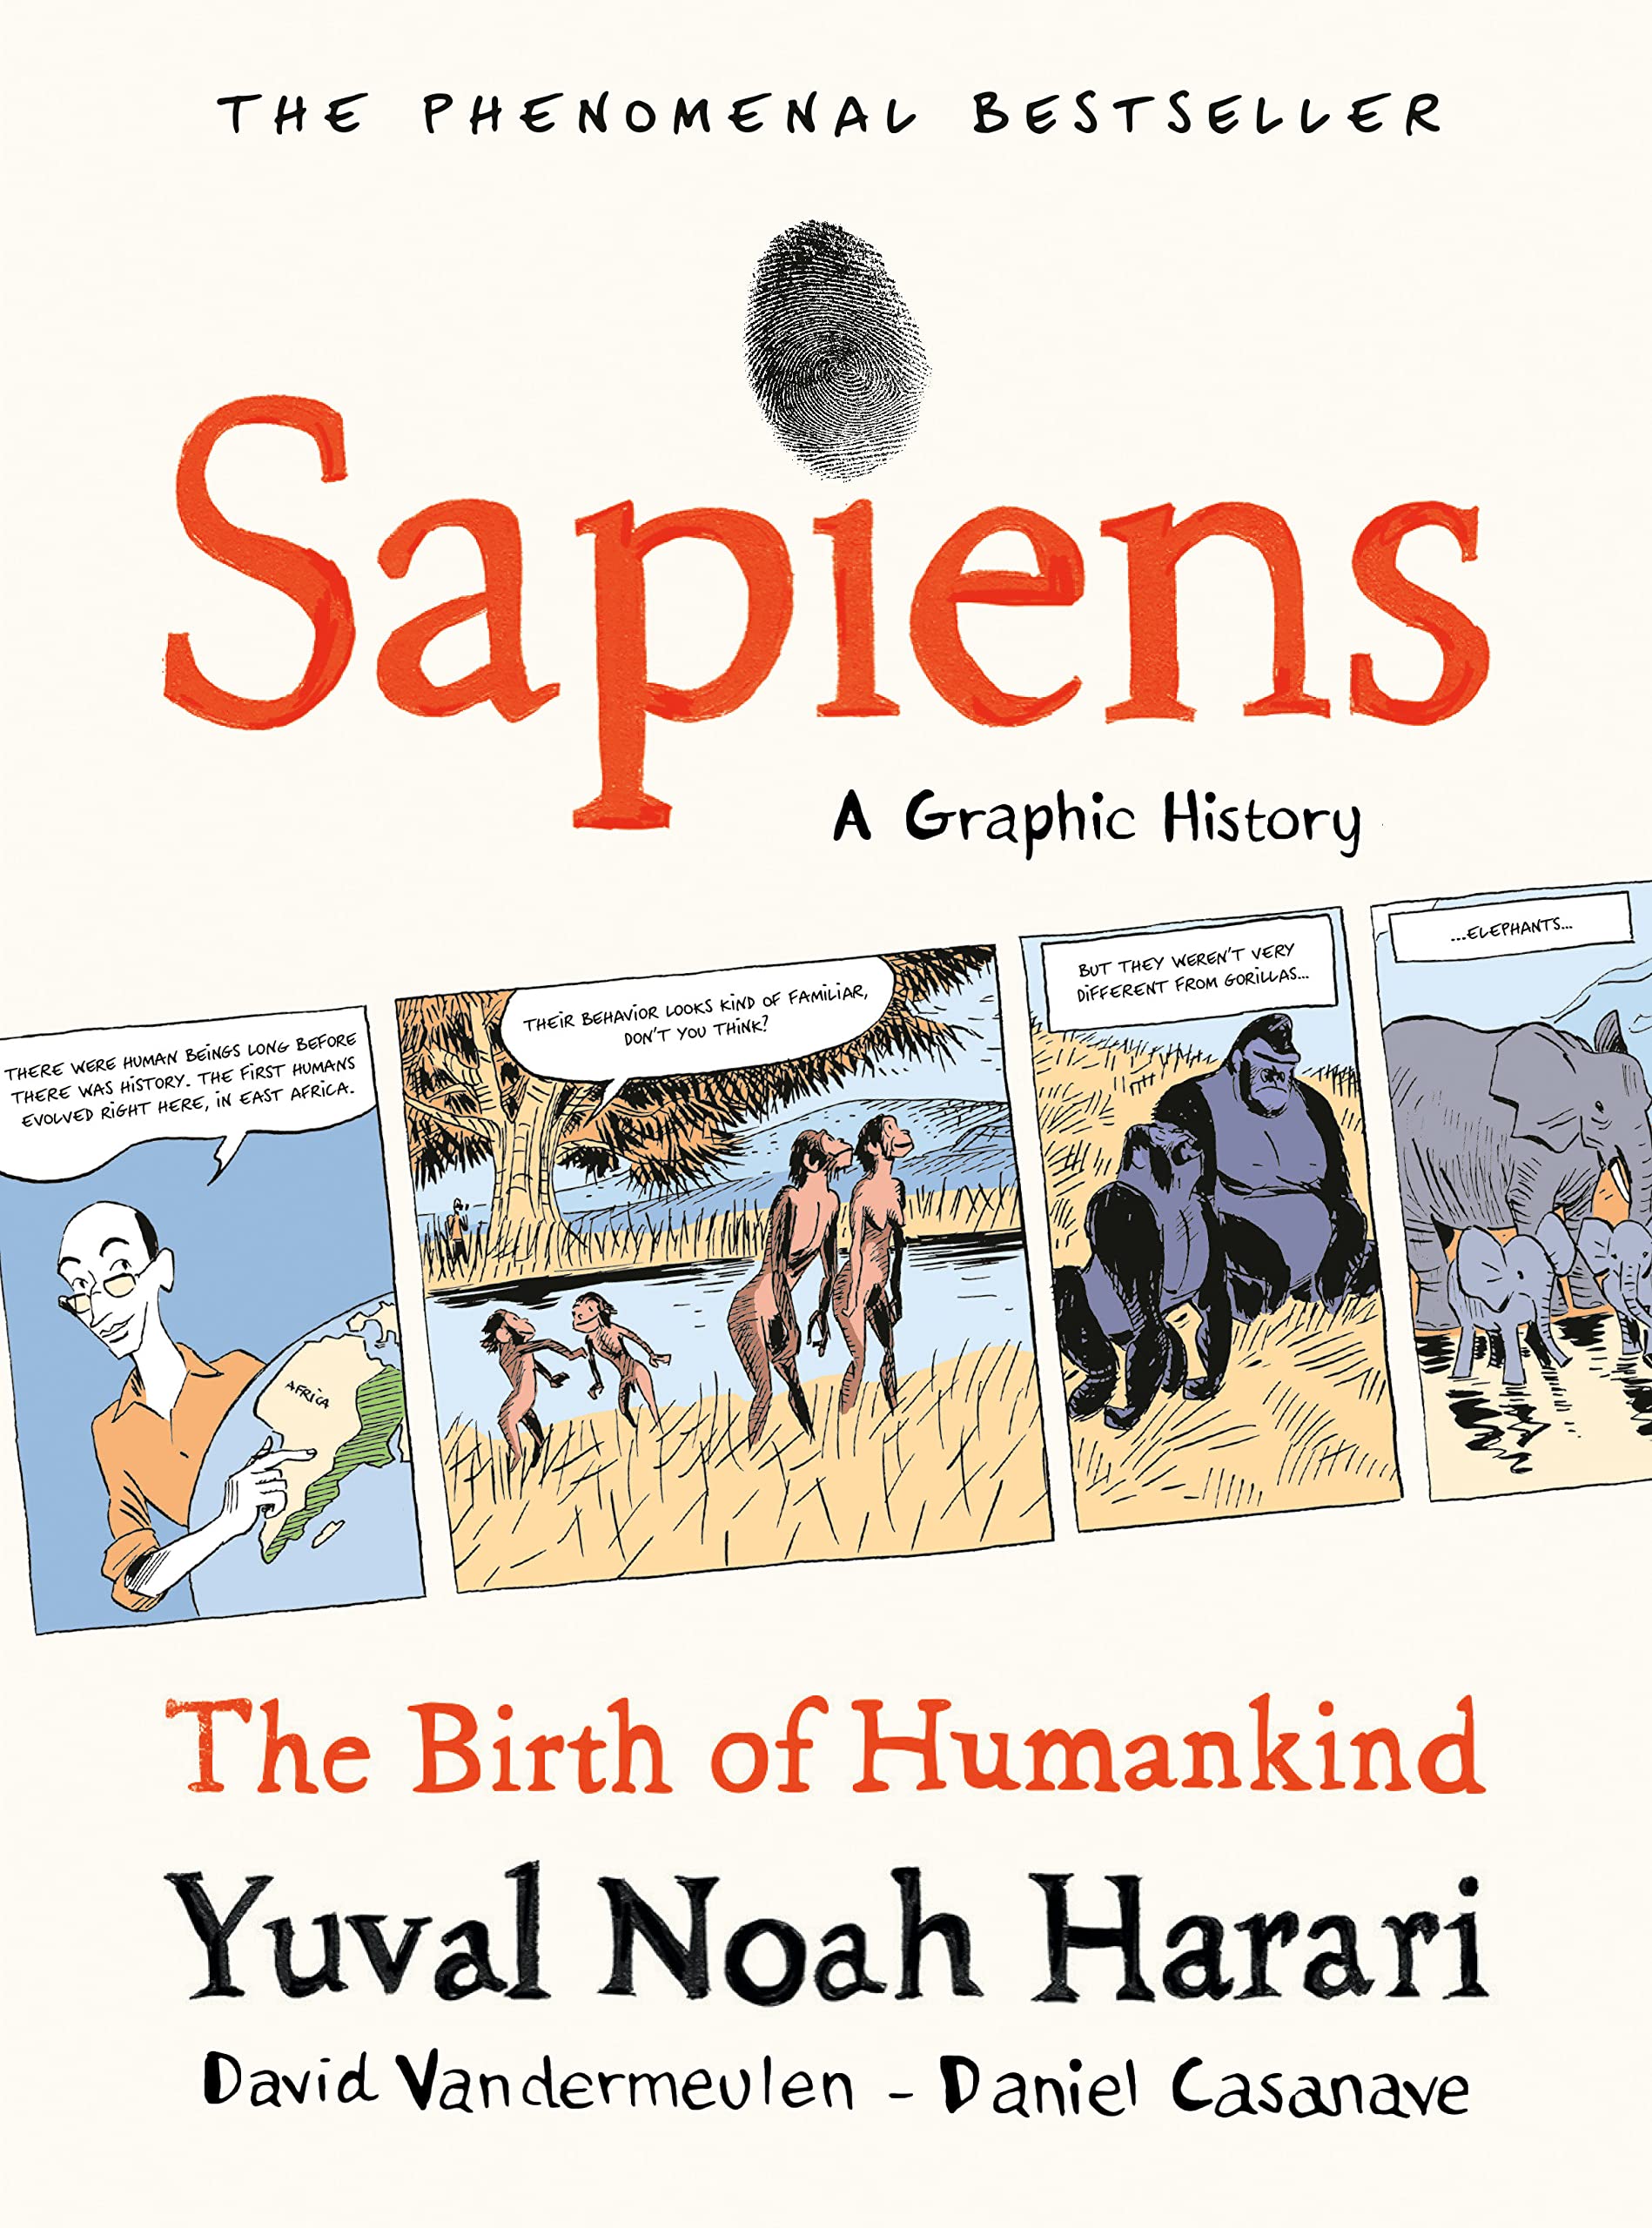 THE PHENOMENAL BESTSELLER
Sapiens
A Graphic History
THERE WERE HUMAN BEINGS LONG BEFORE
THERE WAS HISTORY. THE FIRST HUMANS
EVOLVED RIGHT HERE, IN EAST AFRICA.
AFRICA
THEIR BEHAVIOR LOOKS KIND OF FAMILIAR,
DON'T YOU THINK?
BUT THEY WEREN'T VERY
DIFFERENT FROM GORILLAS...
...ELEPHANTS...
The Birth of Humankind
Yuval Noah Harari
David Vandermeulen - Daniel Casanave